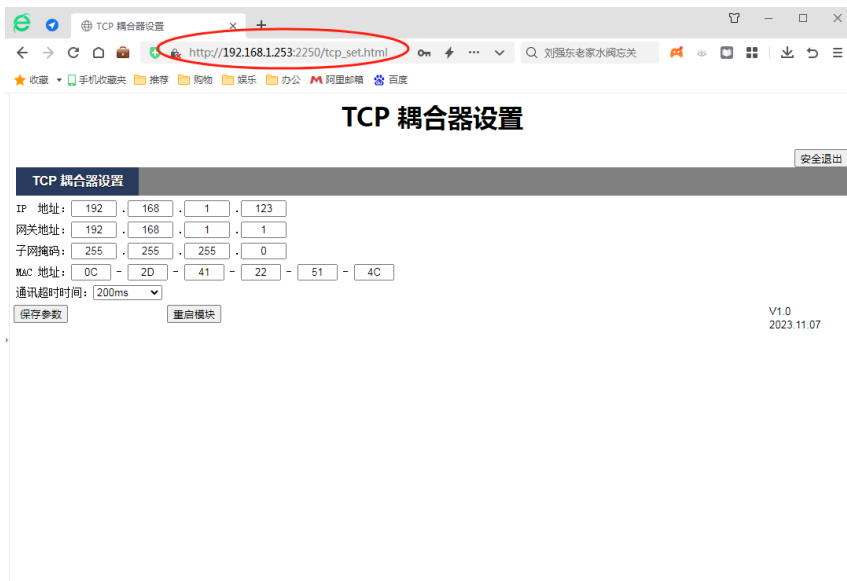 TCP 耦合器设置
http://192.168.1.253:2250/tcp_set.html
刘强东老家水阀忘关
收藏 手机收藏夹 推荐 购物 娱乐 办公 阿里邮箱 百度
TCP 耦合器设置
安全退出
TCP 耦合器设置
IP 地址: 192 . 168 . 1 . 123
网关地址: 192 . 168 . 1 . 1
子网掩码: 255 . 255 . 255 . 0
MAC 地址: 0C - 2D - 41 - 22 - 51 - 4C
通讯超时时间: 200ms
保存参数 重启模块
V1.0
2023.11.07